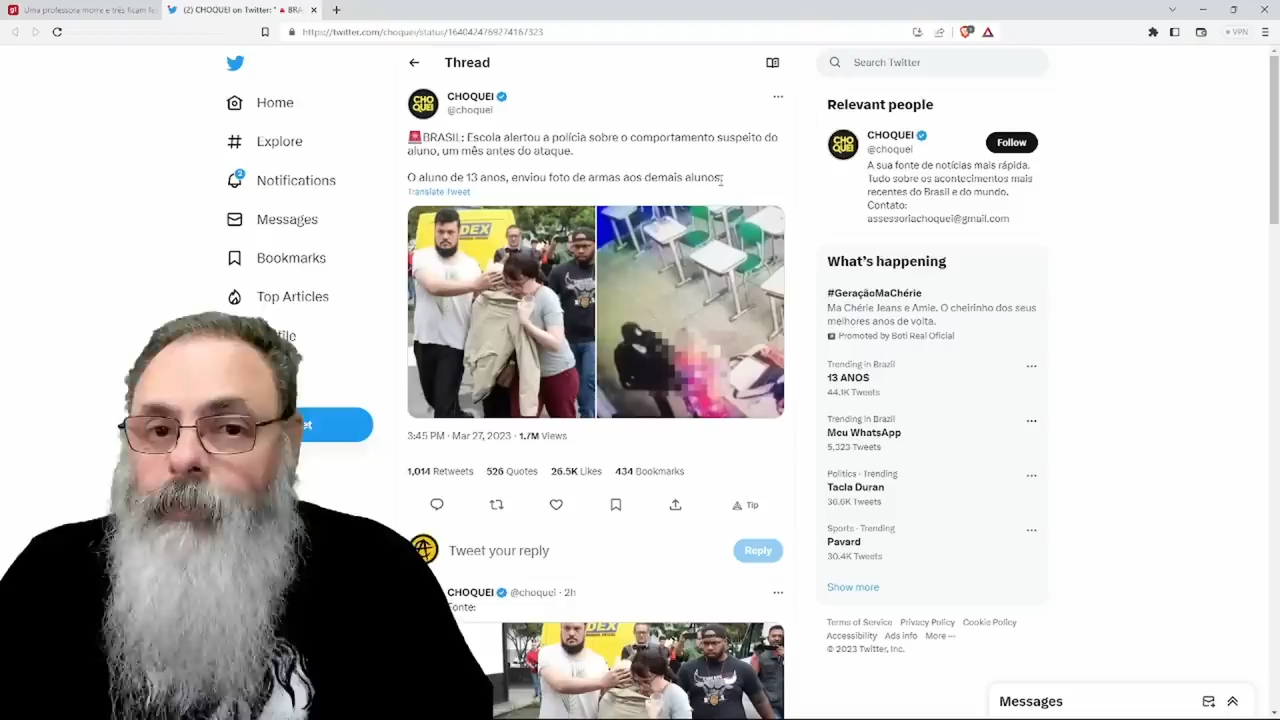 g1 Uma professora morre e três ficam fer
(2) CHOQUEI on Twitter: "🚨 BRA
https://twitter.com/choquei/status/1640424769274167323
VPN
Home
Explore
2
Notifications
Messages
Bookmarks
Top Articles
Thread
CHOQUEI
@choquei
🚨BRASIL: Escola alertou a polícia sobre o comportamento suspeito do
aluno, um mês antes do ataque.
O aluno de 13 anos, enviou foto de armas aos demais alunos;
Translate Tweet
DEX
3:45 PM · Mar 27, 2023 · 1.7M Views
1,014 Retweets 526 Quotes 26.5K Likes 434 Bookmarks
Tip
Tweet your reply
Reply
CHOQUEI @choquei · 2h
Fonte:
DEX
Search Twitter
Relevant people
CHOQUEI
@choquei
Follow
A sua fonte de notícias mais rápida.
Tudo sobre os acontecimentos mais
recentes do Brasil e do mundo.
Contato:
assessoriachoquei@gmail.com
What's happening
#GeraçãoMaChérie
Ma Chérie Jeans e Amie. O cheirinho dos seus
melhores anos de volta.
Promoted by Boti Real Oficial
Trending in Brazil
13 ANOS
44.1K Tweets
Trending in Brazil
Meu WhatsApp
5,323 Tweets
Politics · Trending
Tacla Duran
36.6K Tweets
Sports · Trending
Pavard
30.4K Tweets
Show more
Terms of Service Privacy Policy Cookie Policy
Accessibility Ads info More ···
© 2023 Twitter, Inc.
Messages